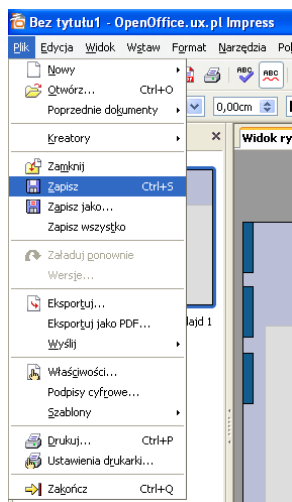 Bez tytułu1 - OpenOffice.ux.pl Impress
Plik Edycja Widok Wstaw Format Narzędzia
Nowy
Otwórz... Ctrl+O
Poprzednie dokumenty
0,00cm
Kreatory
Widok
Zamknij
Zapisz Ctrl+S
Zapisz jako...
Zapisz wszystko
Załaduj ponownie
Wersje...
Eksportuj...
Eksportuj jako PDF...
lajd 1
Wyślij
Właściwości...
Podpisy cyfrowe...
Szablony
Drukuj... Ctrl+P
Ustawienia drukarki...
Zakończ Ctrl+Q